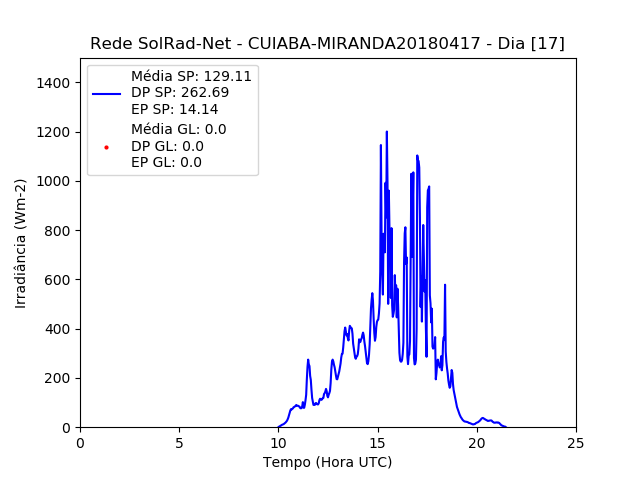 Rede SolRad-Net - CUIABA-MIRANDA20180417 - Dia [17]
Média SP: 129.11
DP SP: 262.69
EP SP: 14.14
Média GL: 0.0
DP GL: 0.0
EP GL: 0.0
Irradiância (Wm-2)
1400
1200
1000
800
600
400
200
0
0 5 10 15 20 25
Tempo (Hora UTC)